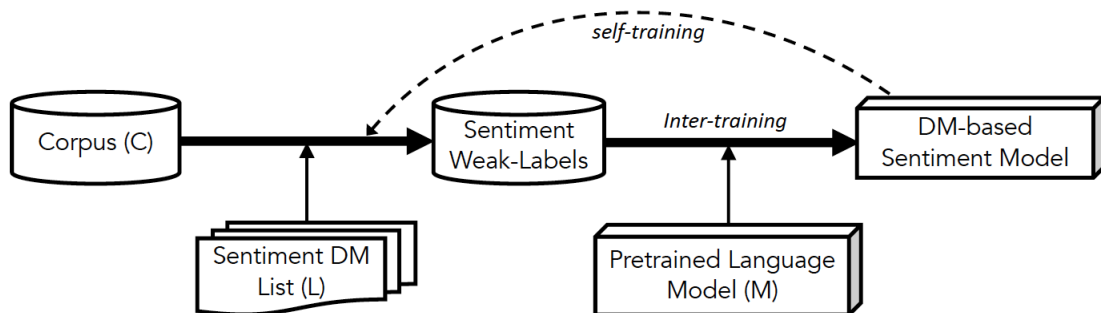 self-training
Corpus (C)
Sentiment
Weak-Labels
Inter-training
DM-based
Sentiment Model
Sentiment DM
List (L)
Pretrained Language
Model (M)